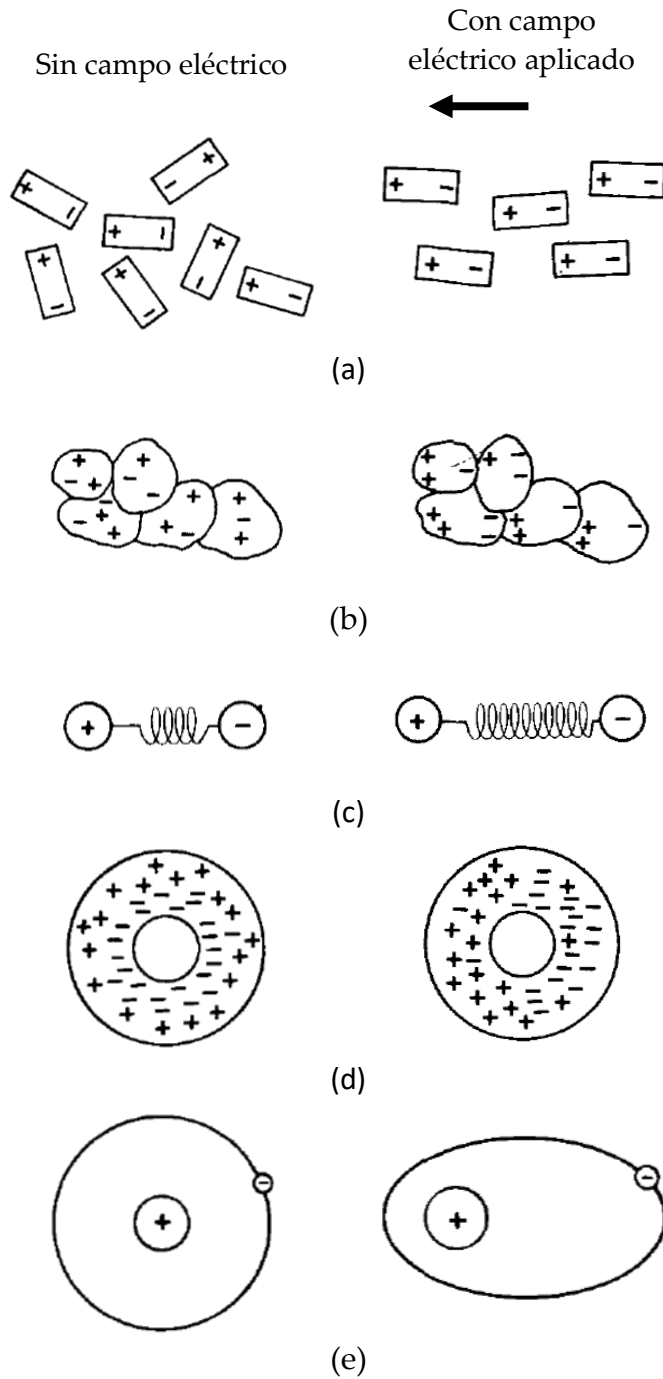 Sin campo eléctrico
Con campo
eléctrico aplicado
(a)
(b)
(c)
(d)
(e)